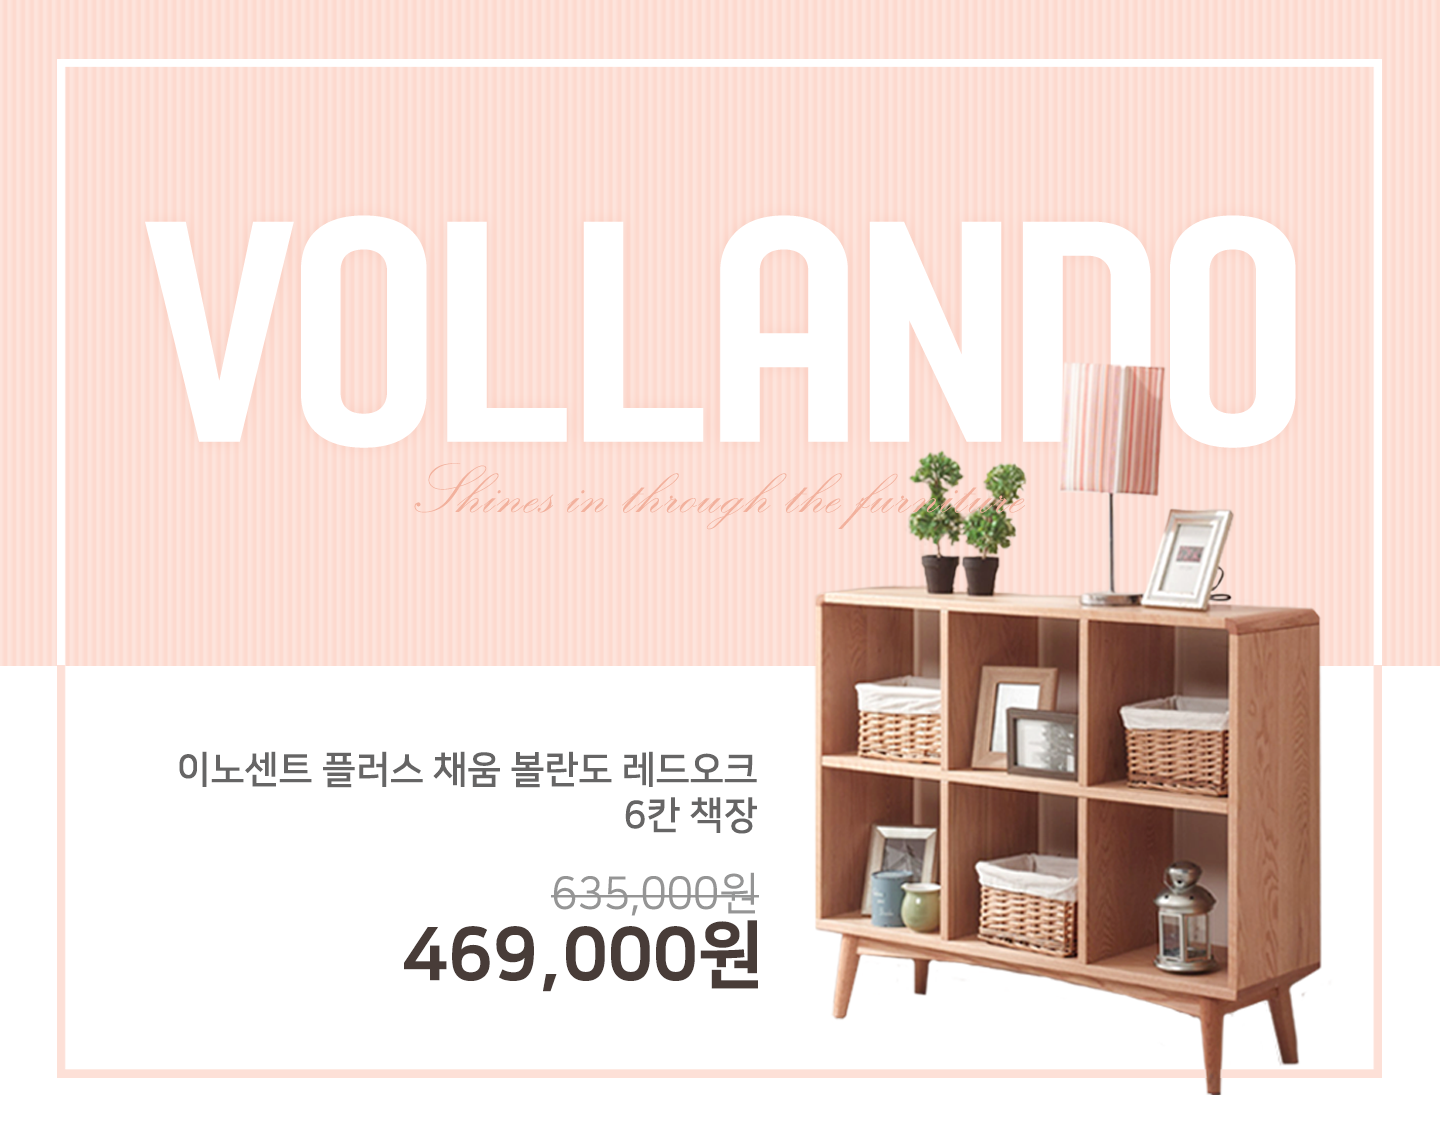 VOLLANDO
Shines in through the furniture
이노센트 플러스 채움 볼란도 레드오크
6칸 책장
635,000원
469,000원